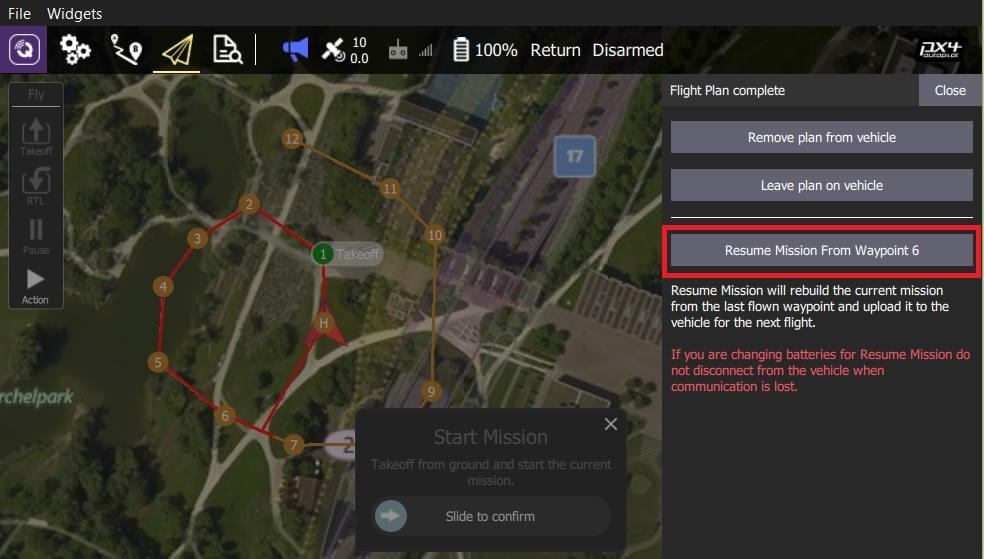 File Widgets
10
0.0
100% Return Disarmed
px4
autopilot
Fly
Takeoff
RTL
Pause
Action
12
17
11
2
3
10
1 Takeoff
4
H
5
9
6
7
2
rchelpark
Start Mission
Takeoff from ground and start the current
mission.
Slide to confirm
Flight Plan complete Close
Remove plan from vehicle
Leave plan on vehicle
Resume Mission From Waypoint 6
Resume Mission will rebuild the current mission
from the last flown waypoint and upload it to the
vehicle for the next flight.
If you are changing batteries for Resume Mission do
not disconnect from the vehicle when
communication is lost.